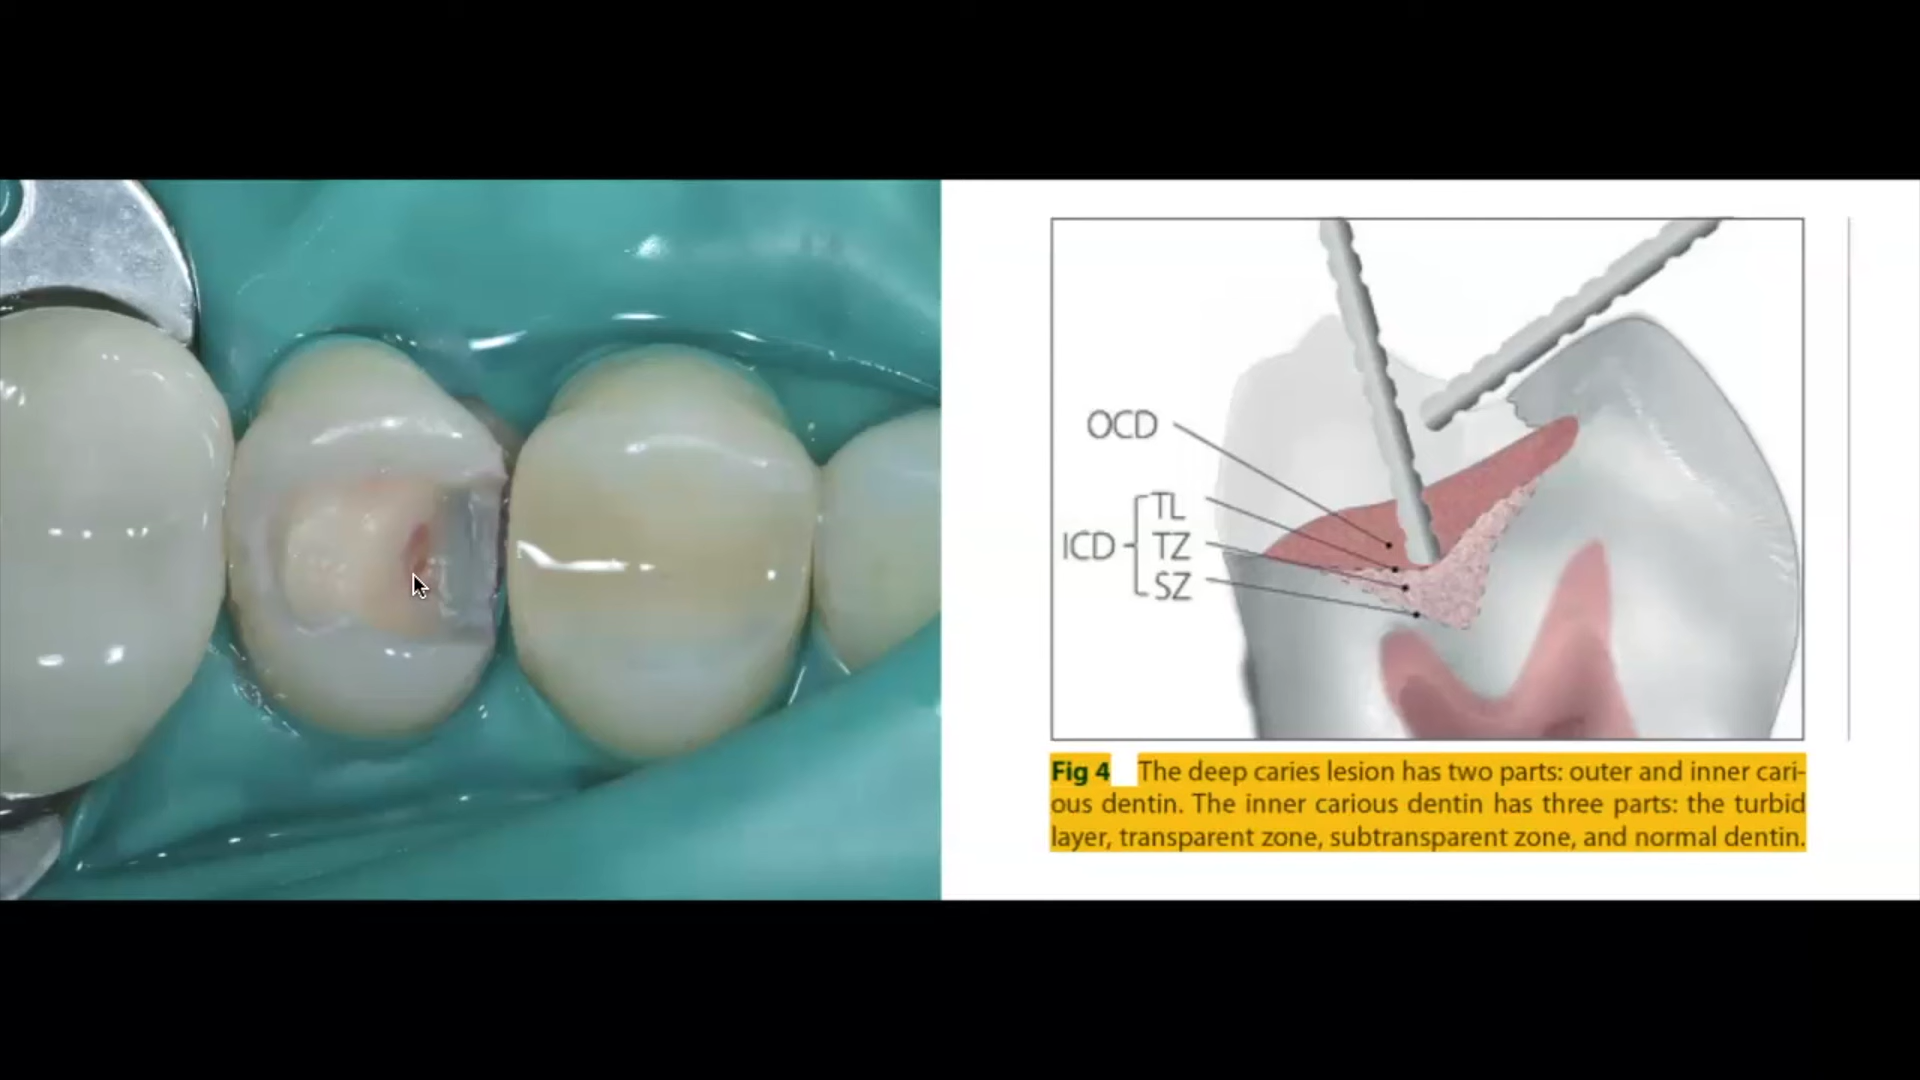 OCD
TL
ICD
TZ
SZ
Fig 4 The deep caries lesion has two parts: outer and inner cari-
ous dentin. The inner carious dentin has three parts: the turbid
layer, transparent zone, subtransparent zone, and normal dentin.